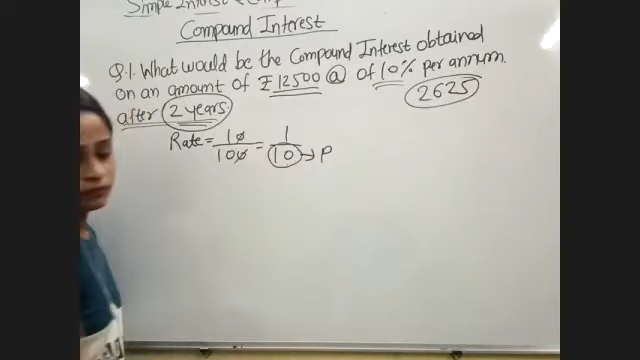 Simple Interest & Comp
Compound Interest
Q.1. What would be the Compound Interest obtained
on an amount of ₹ 12500 @ of 10% per annum
after 2 years. 2625
Rate = 10/100 = 1/10 → P